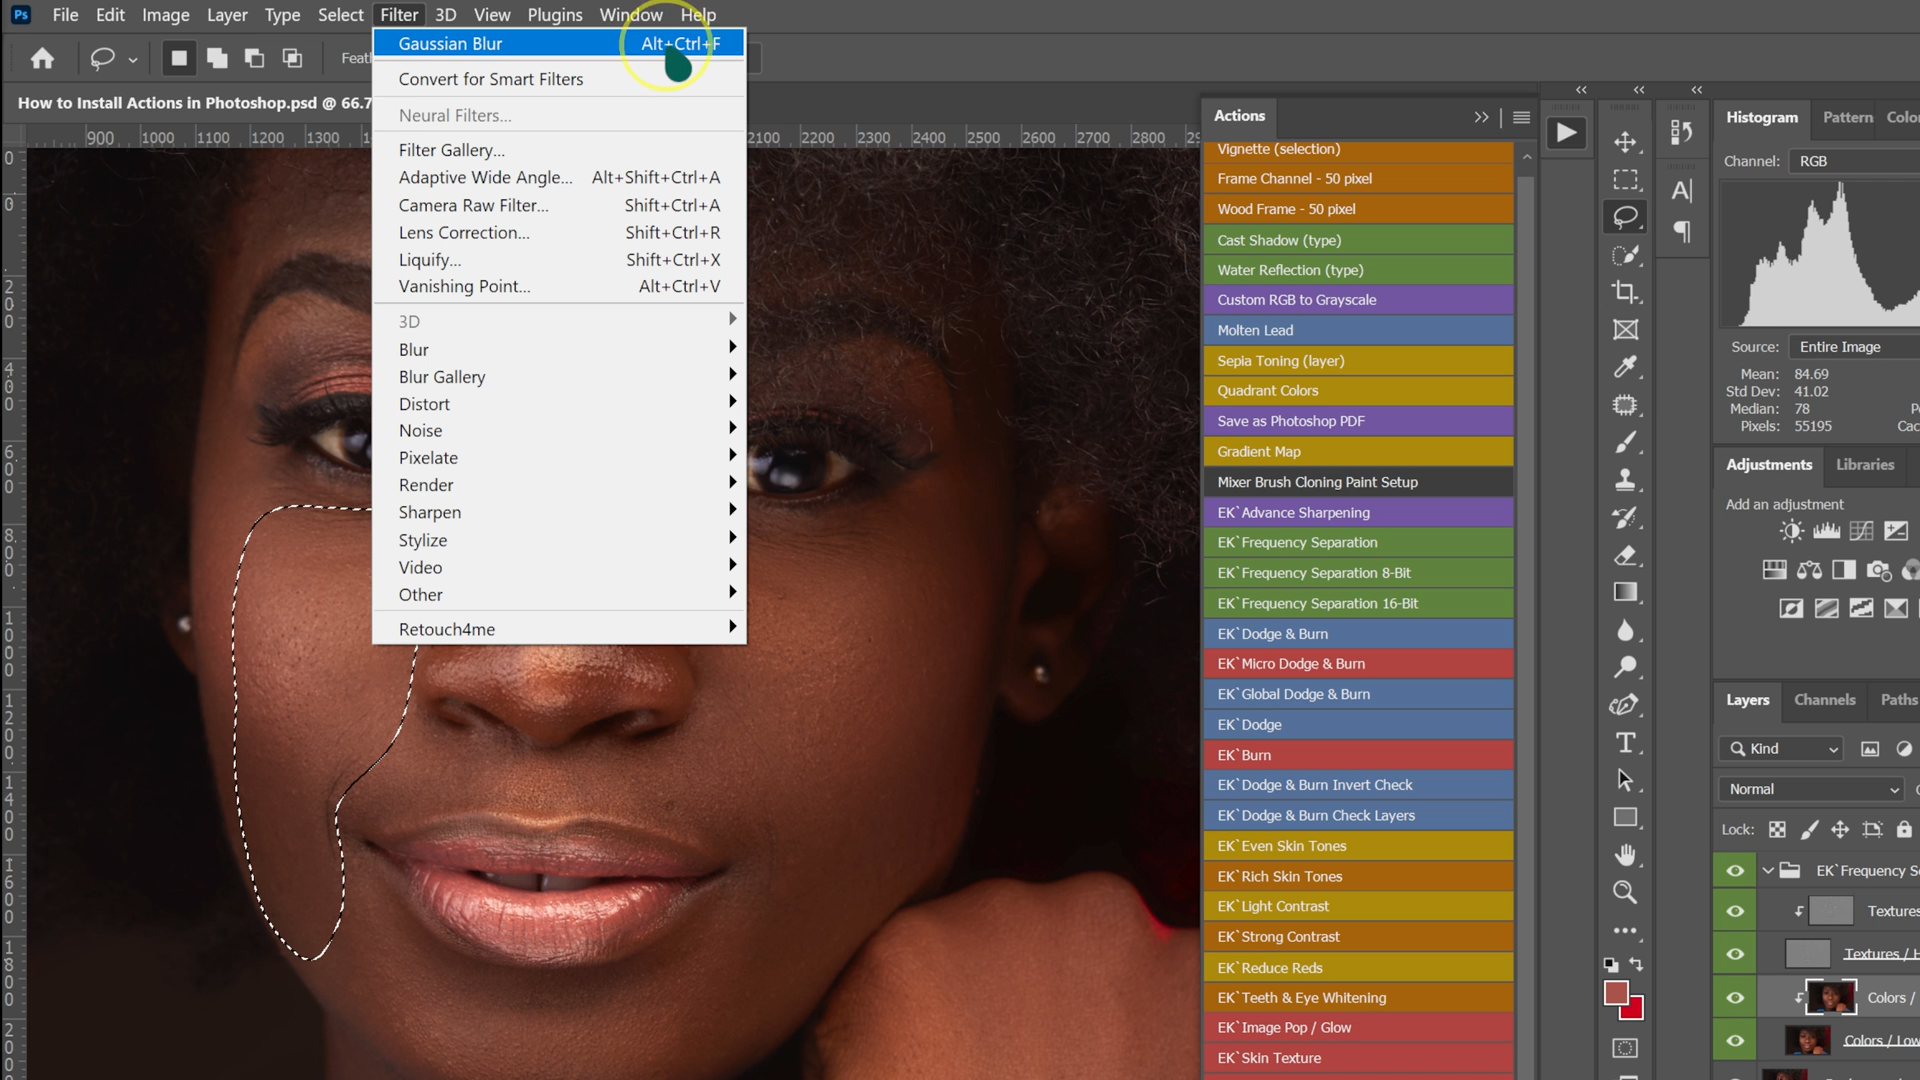 Ps File Edit Image Layer Type Select Filter 3D View Plugins Window Help
Gaussian Blur Alt+Ctrl+F
Convert for Smart Filters
Neural Filters...
Filter Gallery...
Adaptive Wide Angle... Alt+Shift+Ctrl+A
Camera Raw Filter... Shift+Ctrl+A
Lens Correction... Shift+Ctrl+R
Liquify... Shift+Ctrl+X
Vanishing Point... Alt+Ctrl+V
3D
Blur
Blur Gallery
Distort
Noise
Pixelate
Render
Sharpen
Stylize
Video
Other
Retouch4me
How to Install Actions in Photoshop.psd @ 66.7
900 1000 1100 1200 1300 2100 2200 2300 2400 2500 2600 2700 2800
Actions
Vignette (selection)
Frame Channel - 50 pixel
Wood Frame - 50 pixel
Cast Shadow (type)
Water Reflection (type)
Custom RGB to Grayscale
Molten Lead
Sepia Toning (layer)
Quadrant Colors
Save as Photoshop PDF
Gradient Map
Mixer Brush Cloning Paint Setup
EK`Advance Sharpening
EK`Frequency Separation
EK`Frequency Separation 8-Bit
EK`Frequency Separation 16-Bit
EK`Dodge & Burn
EK`Micro Dodge & Burn
EK`Global Dodge & Burn
EK`Dodge
EK`Burn
EK`Dodge & Burn Invert Check
EK`Dodge & Burn Check Layers
EK`Even Skin Tones
EK`Rich Skin Tones
EK`Light Contrast
EK`Strong Contrast
EK`Reduce Reds
EK`Teeth & Eye Whitening
EK`Image Pop / Glow
EK`Skin Texture
Histogram Pattern
Channel: RGB
Source: Entire Image
Mean: 84.69
Std Dev: 41.02
Median: 78
Pixels: 55195
Adjustments Libraries
Add an adjustment
Layers Channels Paths
Kind
Normal
Lock:
EK`Frequency S
Textures
Textures / H
Colors /
Colors / Low